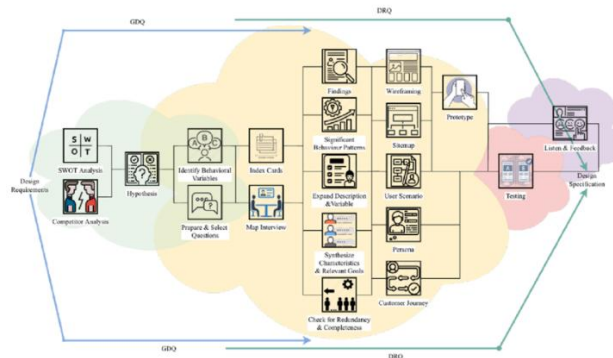 DRQ
GDQ
Findings
Wireframing
Prototype
S W
O T
SWOT Analysis
Hypothesis
A B C
Identify Behavioral
Variables
Index Cards
Significant
Behaviour Patterns
Sitemap
Listen & Feedback
Design
Requirements
Competitor Analysis
Prepare & Select
Questions
Map Interview
Expand Description
&Variable
User Scenario
Testing
Design
Specification
Synthesize
Characteristics
& Relevant Goals
Persona
Check for Redundancy
& Completeness
Customer Journey
GDQ
DRQ